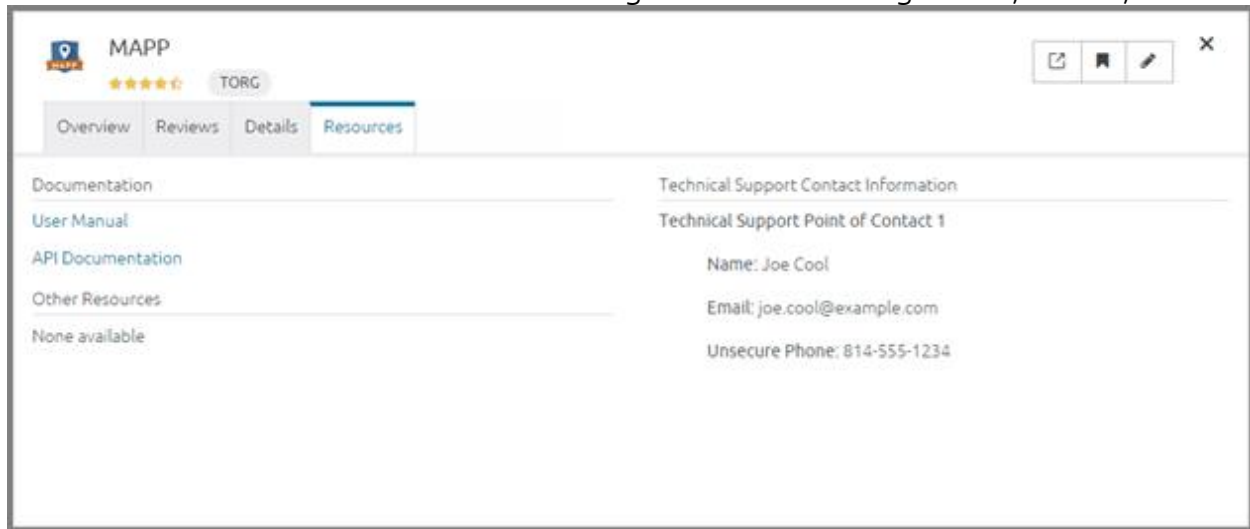 MAPP
TORG
Overview Reviews Details Resources
Documentation
User Manual
API Documentation
Other Resources
None available
Technical Support Contact Information
Technical Support Point of Contact 1
Name: Joe Cool
Email: joe.cool@example.com
Unsecure Phone: 814-555-1234